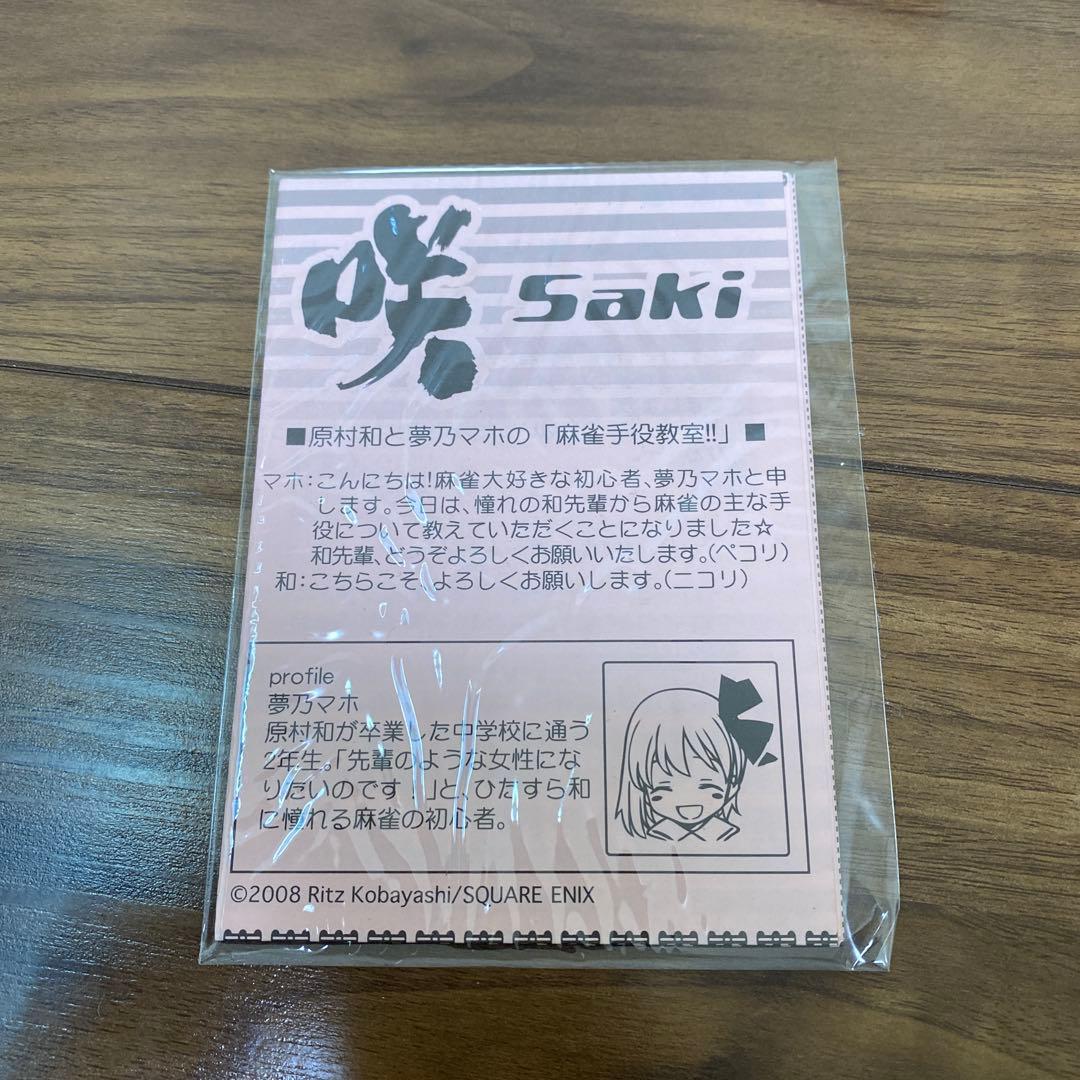 咲 Saki
■原村和と夢乃マホの「麻雀手役教室!!」■
マホ:こんにちは!麻雀大好きな初心者、夢乃マホと申
します。今日は、憧れの和先輩から麻雀の主な手
役について教えていただくことになりました☆
和先輩、どうぞよろしくお願いいたします。(ペコリ)
和:こちらこそ、よろしくお願いします。(ニコリ)
profile
夢乃マホ
原村和が卒業した中学校に通う
2年生。「先輩のような女性にな
りたいのです!」と、ひたすら和
に憧れる麻雀の初心者。
©2008 Ritz Kobayashi/SQUARE ENIX